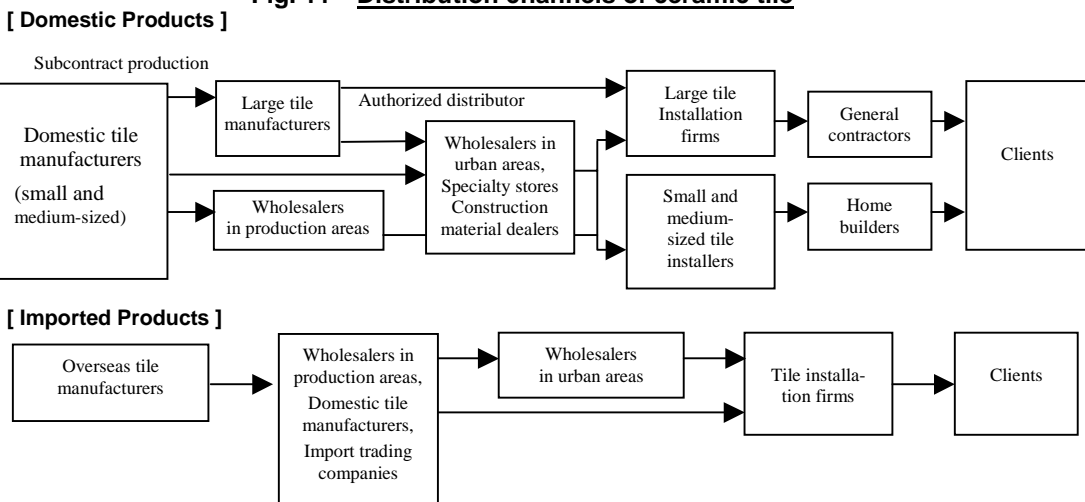 Distribution channels of ceramic tile
[ Domestic Products ]
Subcontract production
Domestic tile
manufacturers
(small and
medium-sized)
Large tile
manufacturers
Authorized distributor
Wholesalers
in production areas
Wholesalers in
urban areas,
Specialty stores
Construction
material dealers
Large tile
Installation
firms
Small and
medium-
sized tile
installers
General
contractors
Home
builders
Clients
[ Imported Products ]
Overseas tile
manufacturers
Wholesalers in
production areas,
Domestic tile
manufacturers,
Import trading
companies
Wholesalers
in urban areas
Tile installa-
tion firms
Clients